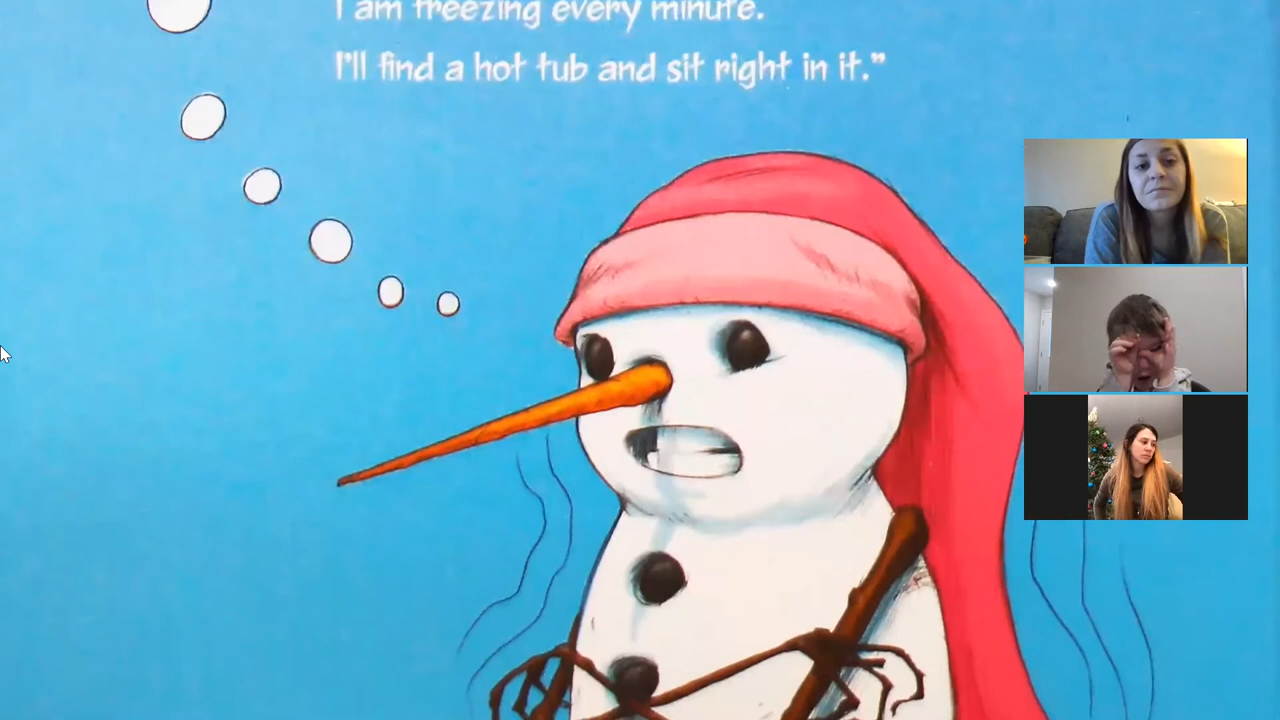 I am freezing every minute.
I'll find a hot tub and sit right in it.”